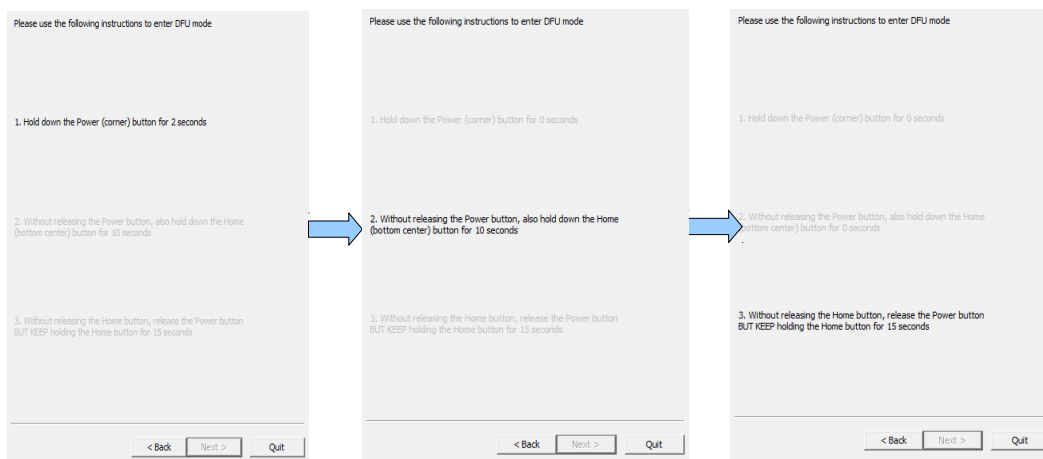 Please use the following instructions to enter DFU mode
1. Hold down the Power (corner) button for 2 seconds
2. Without releasing the Power button, also hold down the Home
(bottom center) button for 10 seconds
3. Without releasing the Home button, release the Power button
BUT KEEP holding the Home button for 15 seconds
< Back Next > Quit
Please use the following instructions to enter DFU mode
1. Hold down the Power (corner) button for 0 seconds
2. Without releasing the Power button, also hold down the Home
(bottom center) button for 10 seconds
3. Without releasing the Home button, release the Power button
BUT KEEP holding the Home button for 15 seconds
< Back Next > Quit
Please use the following instructions to enter DFU mode
1. Hold down the Power (corner) button for 0 seconds
2. Without releasing the Power button, also hold down the Home
(bottom center) button for 0 seconds
3. Without releasing the Home button, release the Power button
BUT KEEP holding the Home button for 15 seconds
< Back Next > Quit